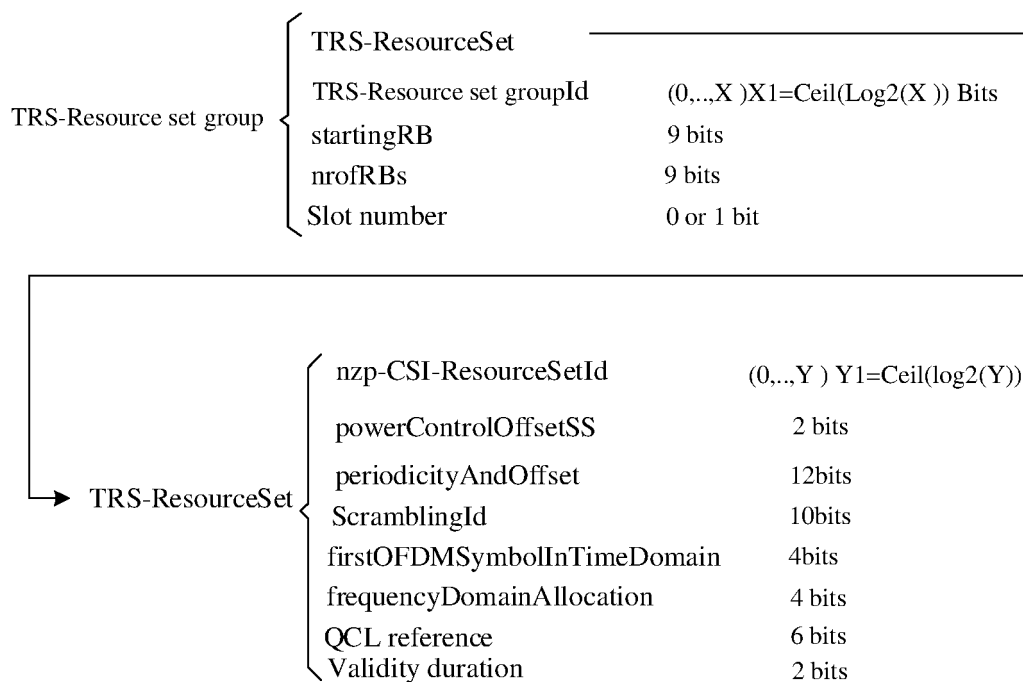 TRS-ResourceSet
TRS-Resource set groupId (0,..,X )X1=Ceil(Log2(X )) Bits
TRS-Resource set group
startingRB 9 bits
nrofRBs 9 bits
Slot number 0 or 1 bit
nzp-CSI-ResourceSetId (0,..,Y ) Y1=Ceil(log2(Y))
powerControlOffsetSS 2 bits
periodicityAndOffset 12bits
TRS-ResourceSet
ScramblingId 10bits
firstOFDMSymbolInTimeDomain 4bits
frequencyDomainAllocation 4 bits
QCL reference 6 bits
Validity duration 2 bits